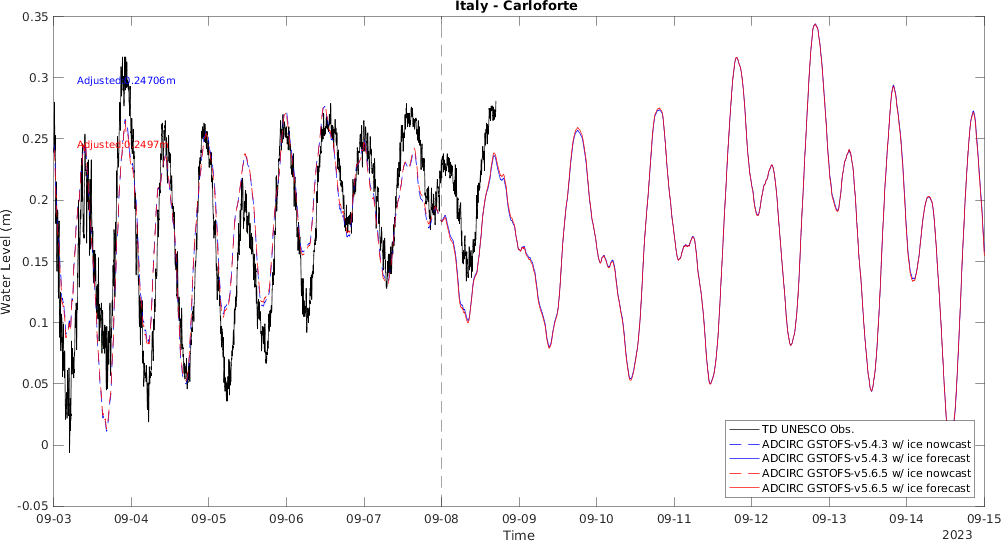 Italy - Carloforte
0.35
0.3
0.25
0.2
0.15
0.1
0.05
0
-0.05
Water Level (m)
Adjusted:0.24706m
Adjusted:0.2497m
TD UNESCO Obs.
ADCIRC GSTOFS-v5.4.3 w/ ice nowcast
ADCIRC GSTOFS-v5.4.3 w/ ice forecast
ADCIRC GSTOFS-v5.6.5 w/ ice nowcast
ADCIRC GSTOFS-v5.6.5 w/ ice forecast
09-03 09-04 09-05 09-06 09-07 09-08 09-09 09-10 09-11 09-12 09-13 09-14 09-15
Time
2023